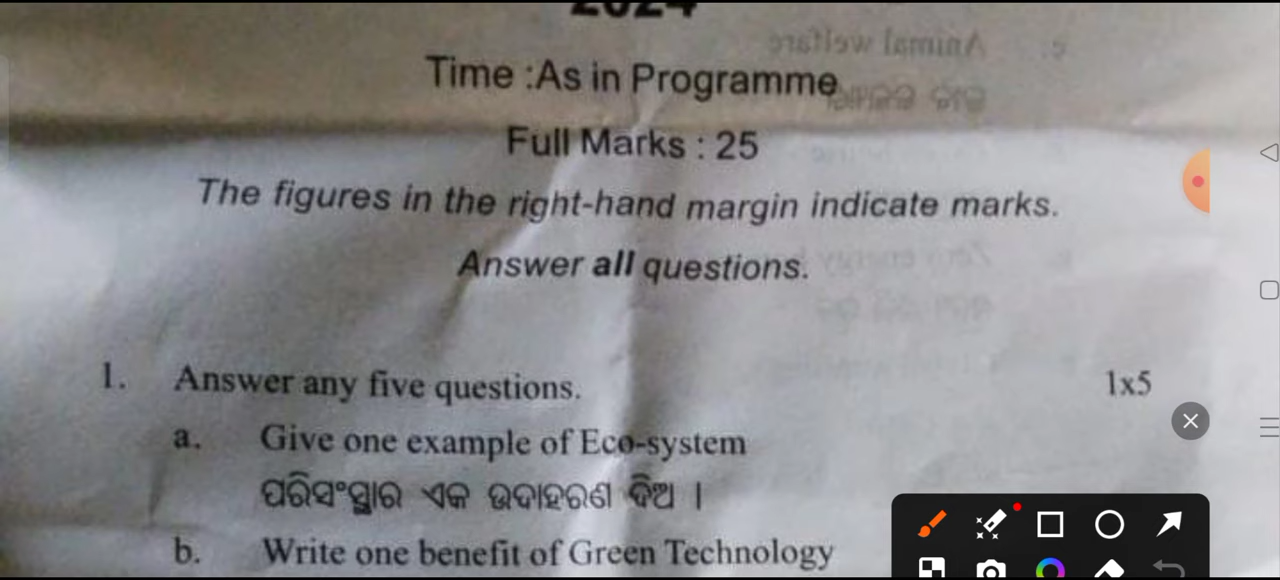 2024
Time :As in Programme
Full Marks : 25
The figures in the right-hand margin indicate marks.
Answer all questions.
1. Answer any five questions. 1x5
a. Give one example of Eco-system
ପରିସଂସ୍ଥାର ଏକ ଉଦାହରଣ ଦିଅ ।
b. Write one benefit of Green Technology